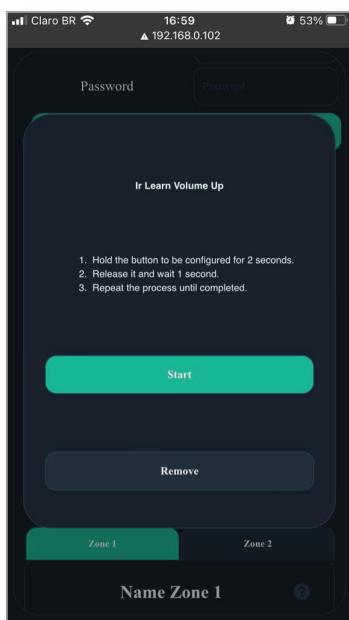 Claro BR
16:59
53%
192.168.0.102
Password
Password
Ir Learn Volume Up
1. Hold the button to be configured for 2 seconds.
2. Release it and wait 1 second.
3. Repeat the process until completed.
Start
Remove
Zone 1
Zone 2
Name Zone 1
?